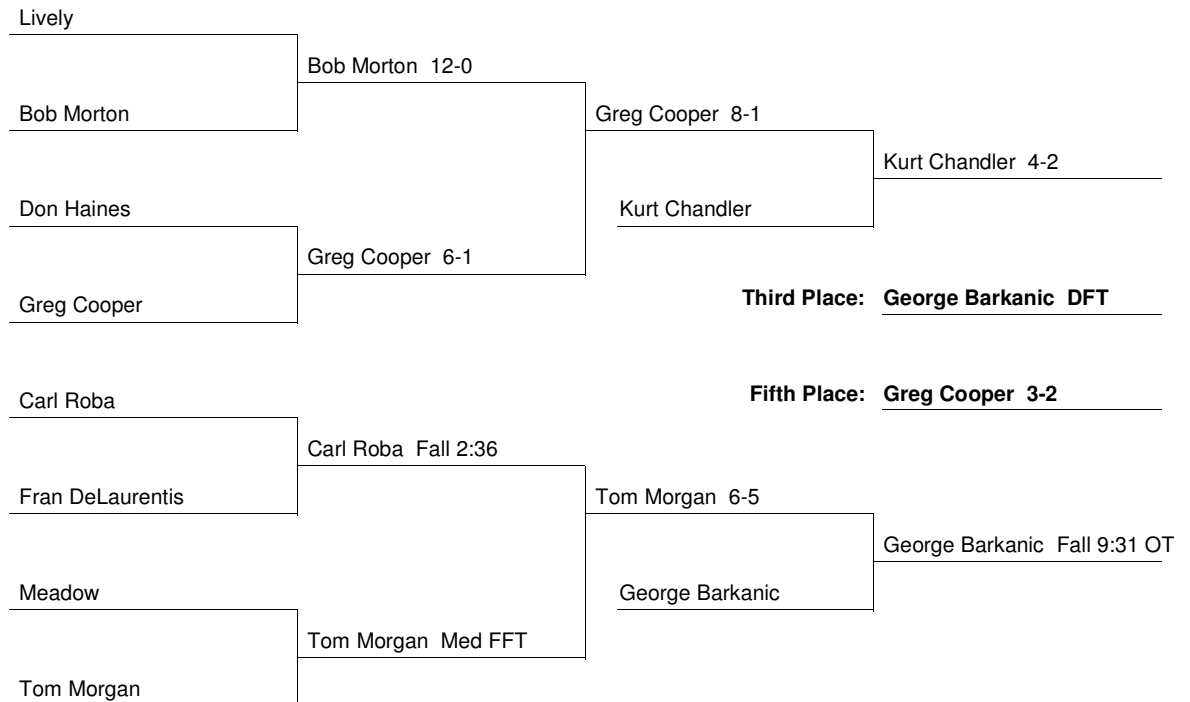 Lively
Bob Morton 12-0
Bob Morton
Greg Cooper 8-1
Kurt Chandler 4-2
Don Haines
Kurt Chandler
Greg Cooper 6-1
Greg Cooper
Third Place: George Barkanic DFT
Carl Roba
Fifth Place: Greg Cooper 3-2
Carl Roba Fall 2:36
Fran DeLaurentis
Tom Morgan 6-5
George Barkanic Fall 9:31 OT
Meadow
George Barkanic
Tom Morgan Med FFT
Tom Morgan